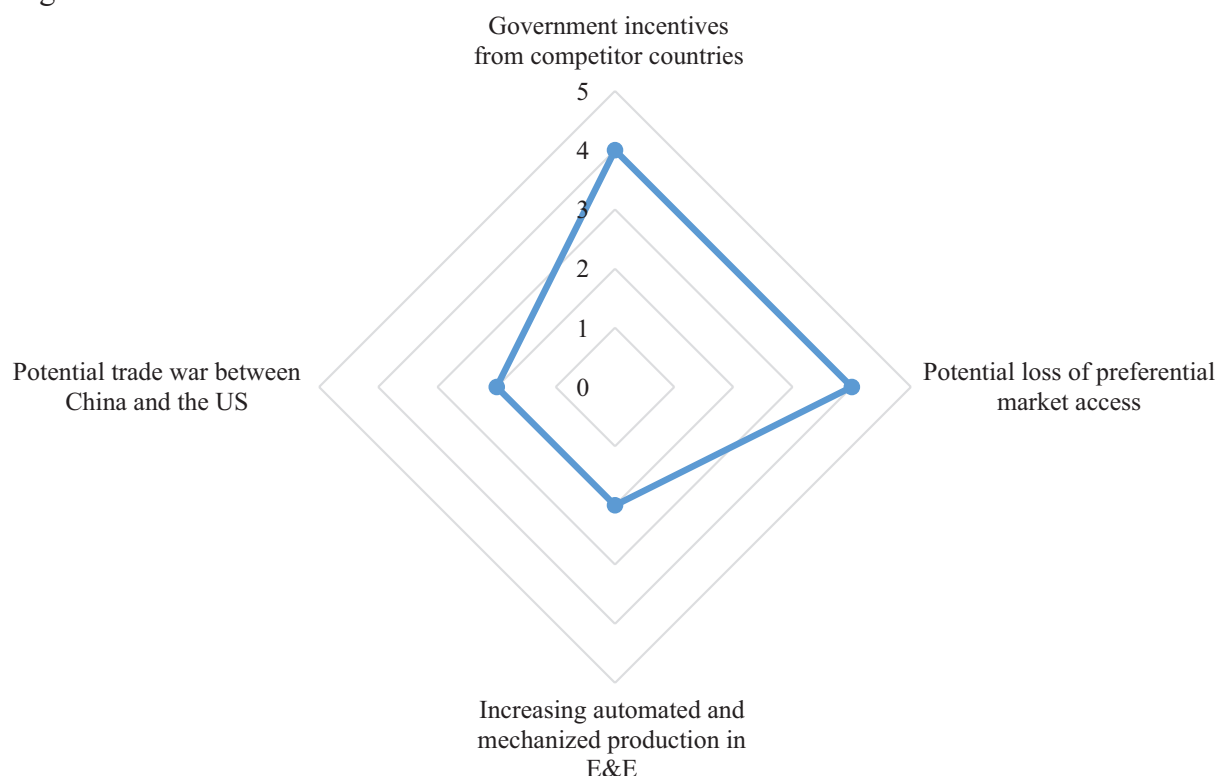 Government incentives
from competitor countries
5
4
3
2
1
0
Potential trade war between
China and the US
Potential loss of preferential
market access
Increasing automated and
mechanized production in
E&E